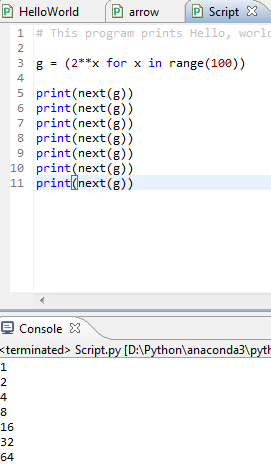 HelloWorld arrow Script
1 # This program prints Hello, worl
2
3 g = (2**x for x in range(100))
4
5 print(next(g))
6 print(next(g))
7 print(next(g))
8 print(next(g))
9 print(next(g))
10 print(next(g))
11 print(next(g))
Console
<terminated> Script.py [D:\Python\anaconda3\pyth
1
2
4
8
16
32
64